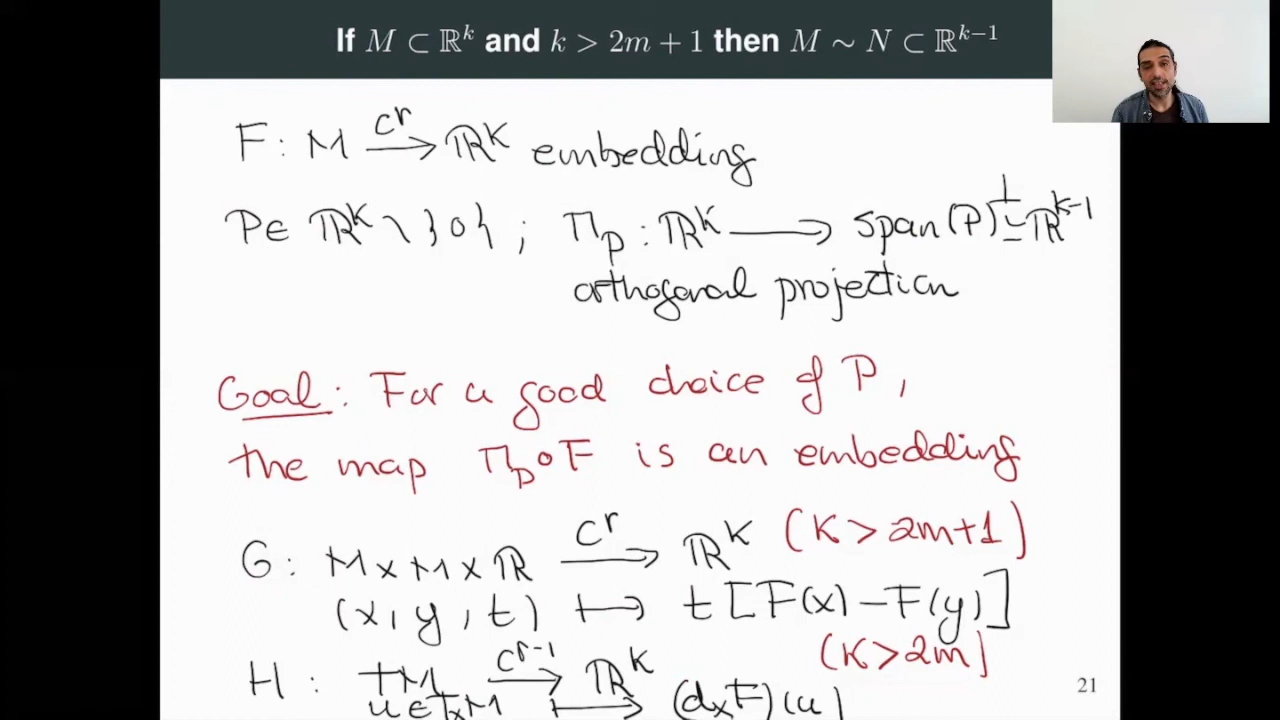 If M ⊂ ℝ^k and k > 2m + 1 then M ∼ N ⊂ ℝ^{k−1}
F : M →^{C^r} ℝ^k embedding
P ∈ ℝ^k \ {0} ; π_P : ℝ^k ⟶ span(P)^⊥ ≃ ℝ^{k-1}
orthogonal projection
Goal : For a good choice of P,
the map π_P ∘ F is an embedding
G : M × M × ℝ →^{C^r} ℝ^k (k > 2m+1)
(x, y, t) ↦ t [F(x) − F(y)]
(k > 2m)
H : TM →^{C^{r-1}} ℝ^k
u ∈ T_xM ↦ (d_xF)(u)
21